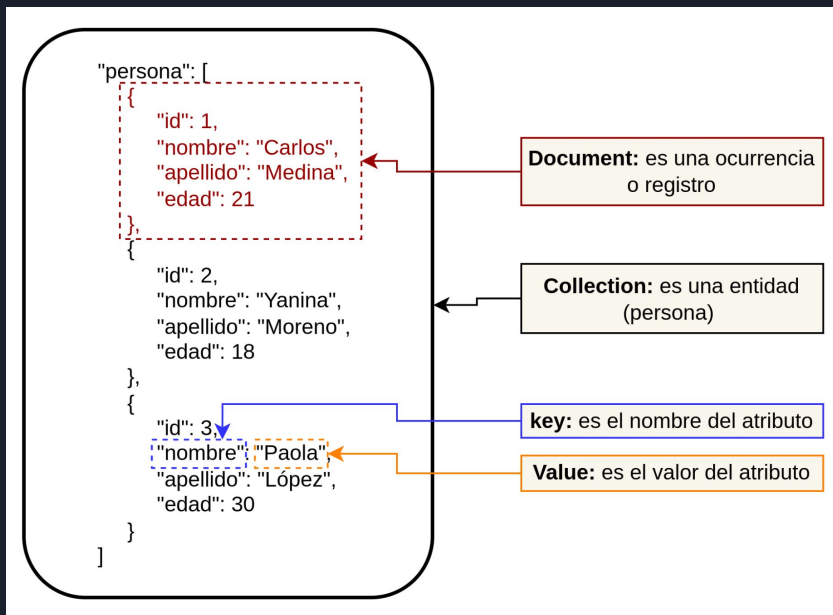 "persona": [
{
"id": 1,
"nombre": "Carlos",
"apellido": "Medina",
"edad": 21
},
{
"id": 2,
"nombre": "Yanina",
"apellido": "Moreno",
"edad": 18
},
{
"id": 3,
"nombre": "Paola",
"apellido": "López",
"edad": 30
}
]
Document: es una ocurrencia
o registro
Collection: es una entidad
(persona)
key: es el nombre del atributo
Value: es el valor del atributo